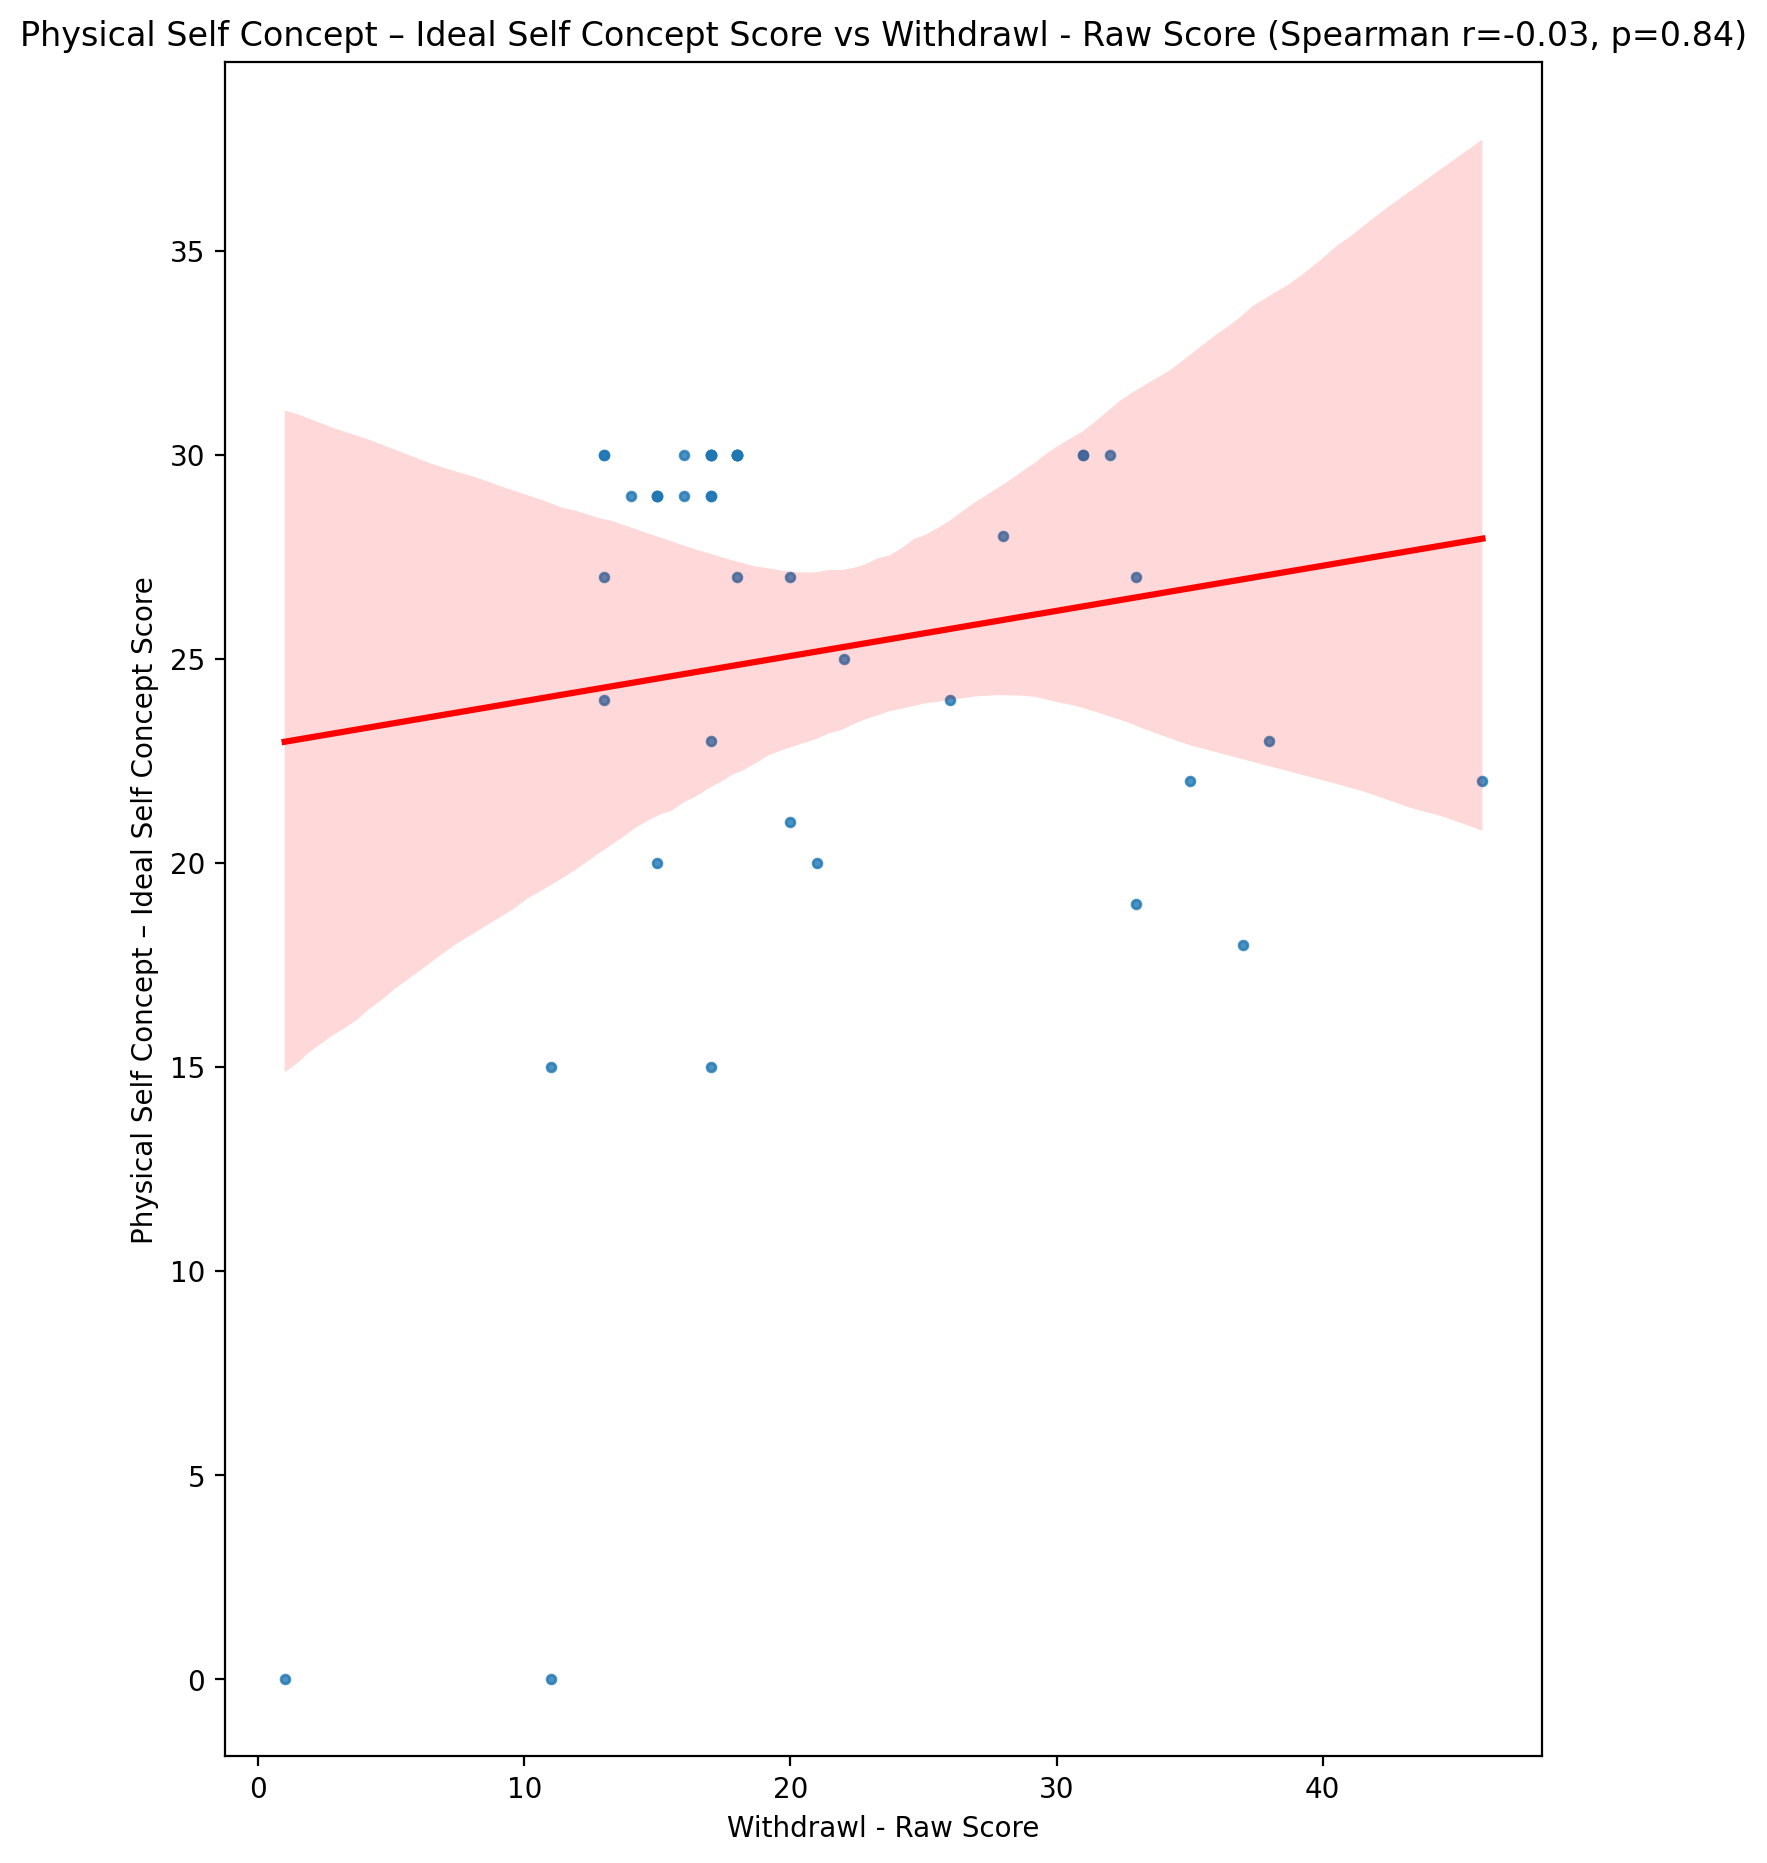 Physical Self Concept – Ideal Self Concept Score vs Withdrawl - Raw Score (Spearman r=-0.03, p=0.84)
Physical Self Concept – Ideal Self Concept Score
35
30
25
20
15
10
5
0
0 10 20 30 40
Withdrawl - Raw Score